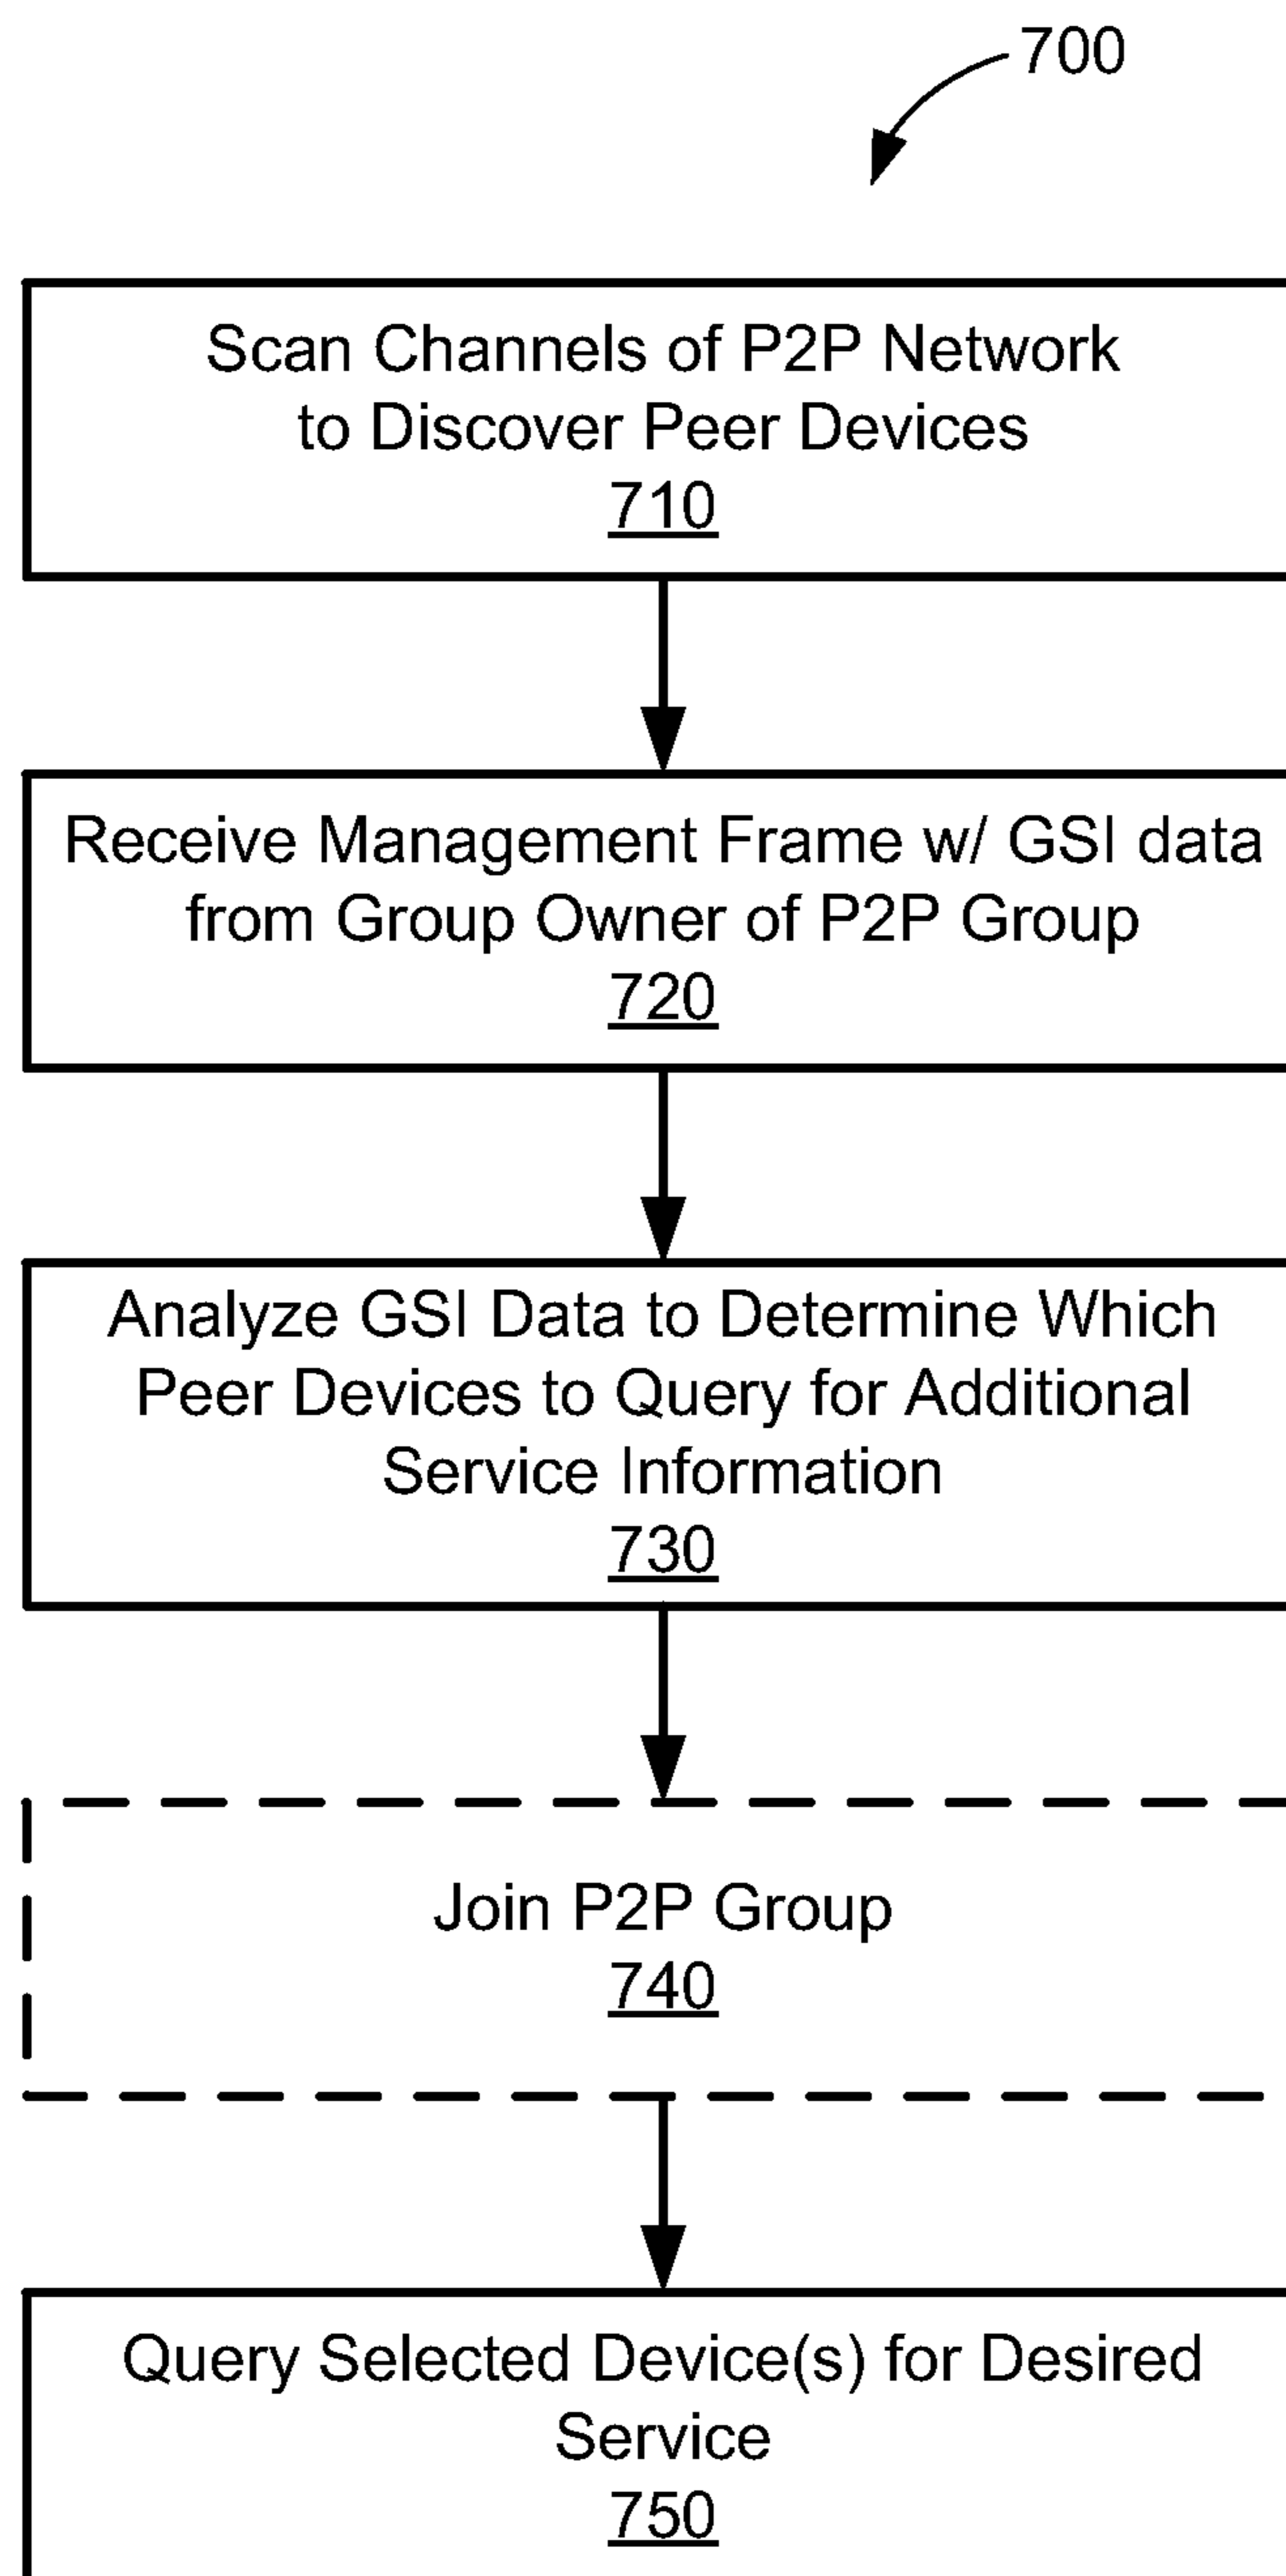 700
Scan Channels of P2P Network
to Discover Peer Devices
710
Receive Management Frame w/ GSI data
from Group Owner of P2P Group
720
Analyze GSI Data to Determine Which
Peer Devices to Query for Additional
Service Information
730
Join P2P Group
740
Query Selected Device(s) for Desired
Service
750